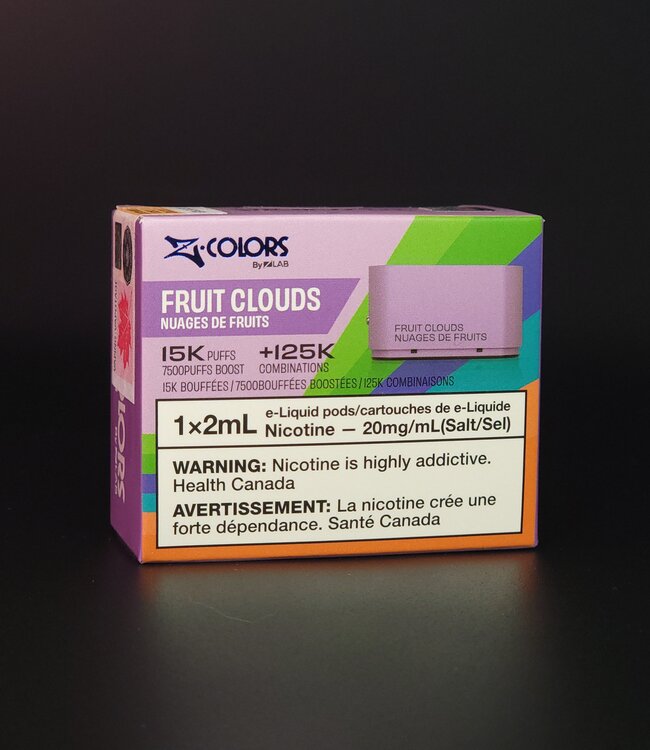 Z·COLORS
By ZLAB
FRUIT CLOUDS
NUAGES DE FRUITS
FRUIT CLOUDS
NUAGES DE FRUITS
15K PUFFS
7500PUFFS BOOST
+125K
COMBINATIONS
15K BOUFFÉES / 7500BOUFFÉES BOOSTÉES / 125K COMBINAISONS
1×2mL
e-Liquid pods/cartouches de e-Liquide
Nicotine — 20mg/mL(Salt/Sel)
WARNING: Nicotine is highly addictive.
Health Canada
AVERTISSEMENT: La nicotine crée une
forte dépendance. Santé Canada